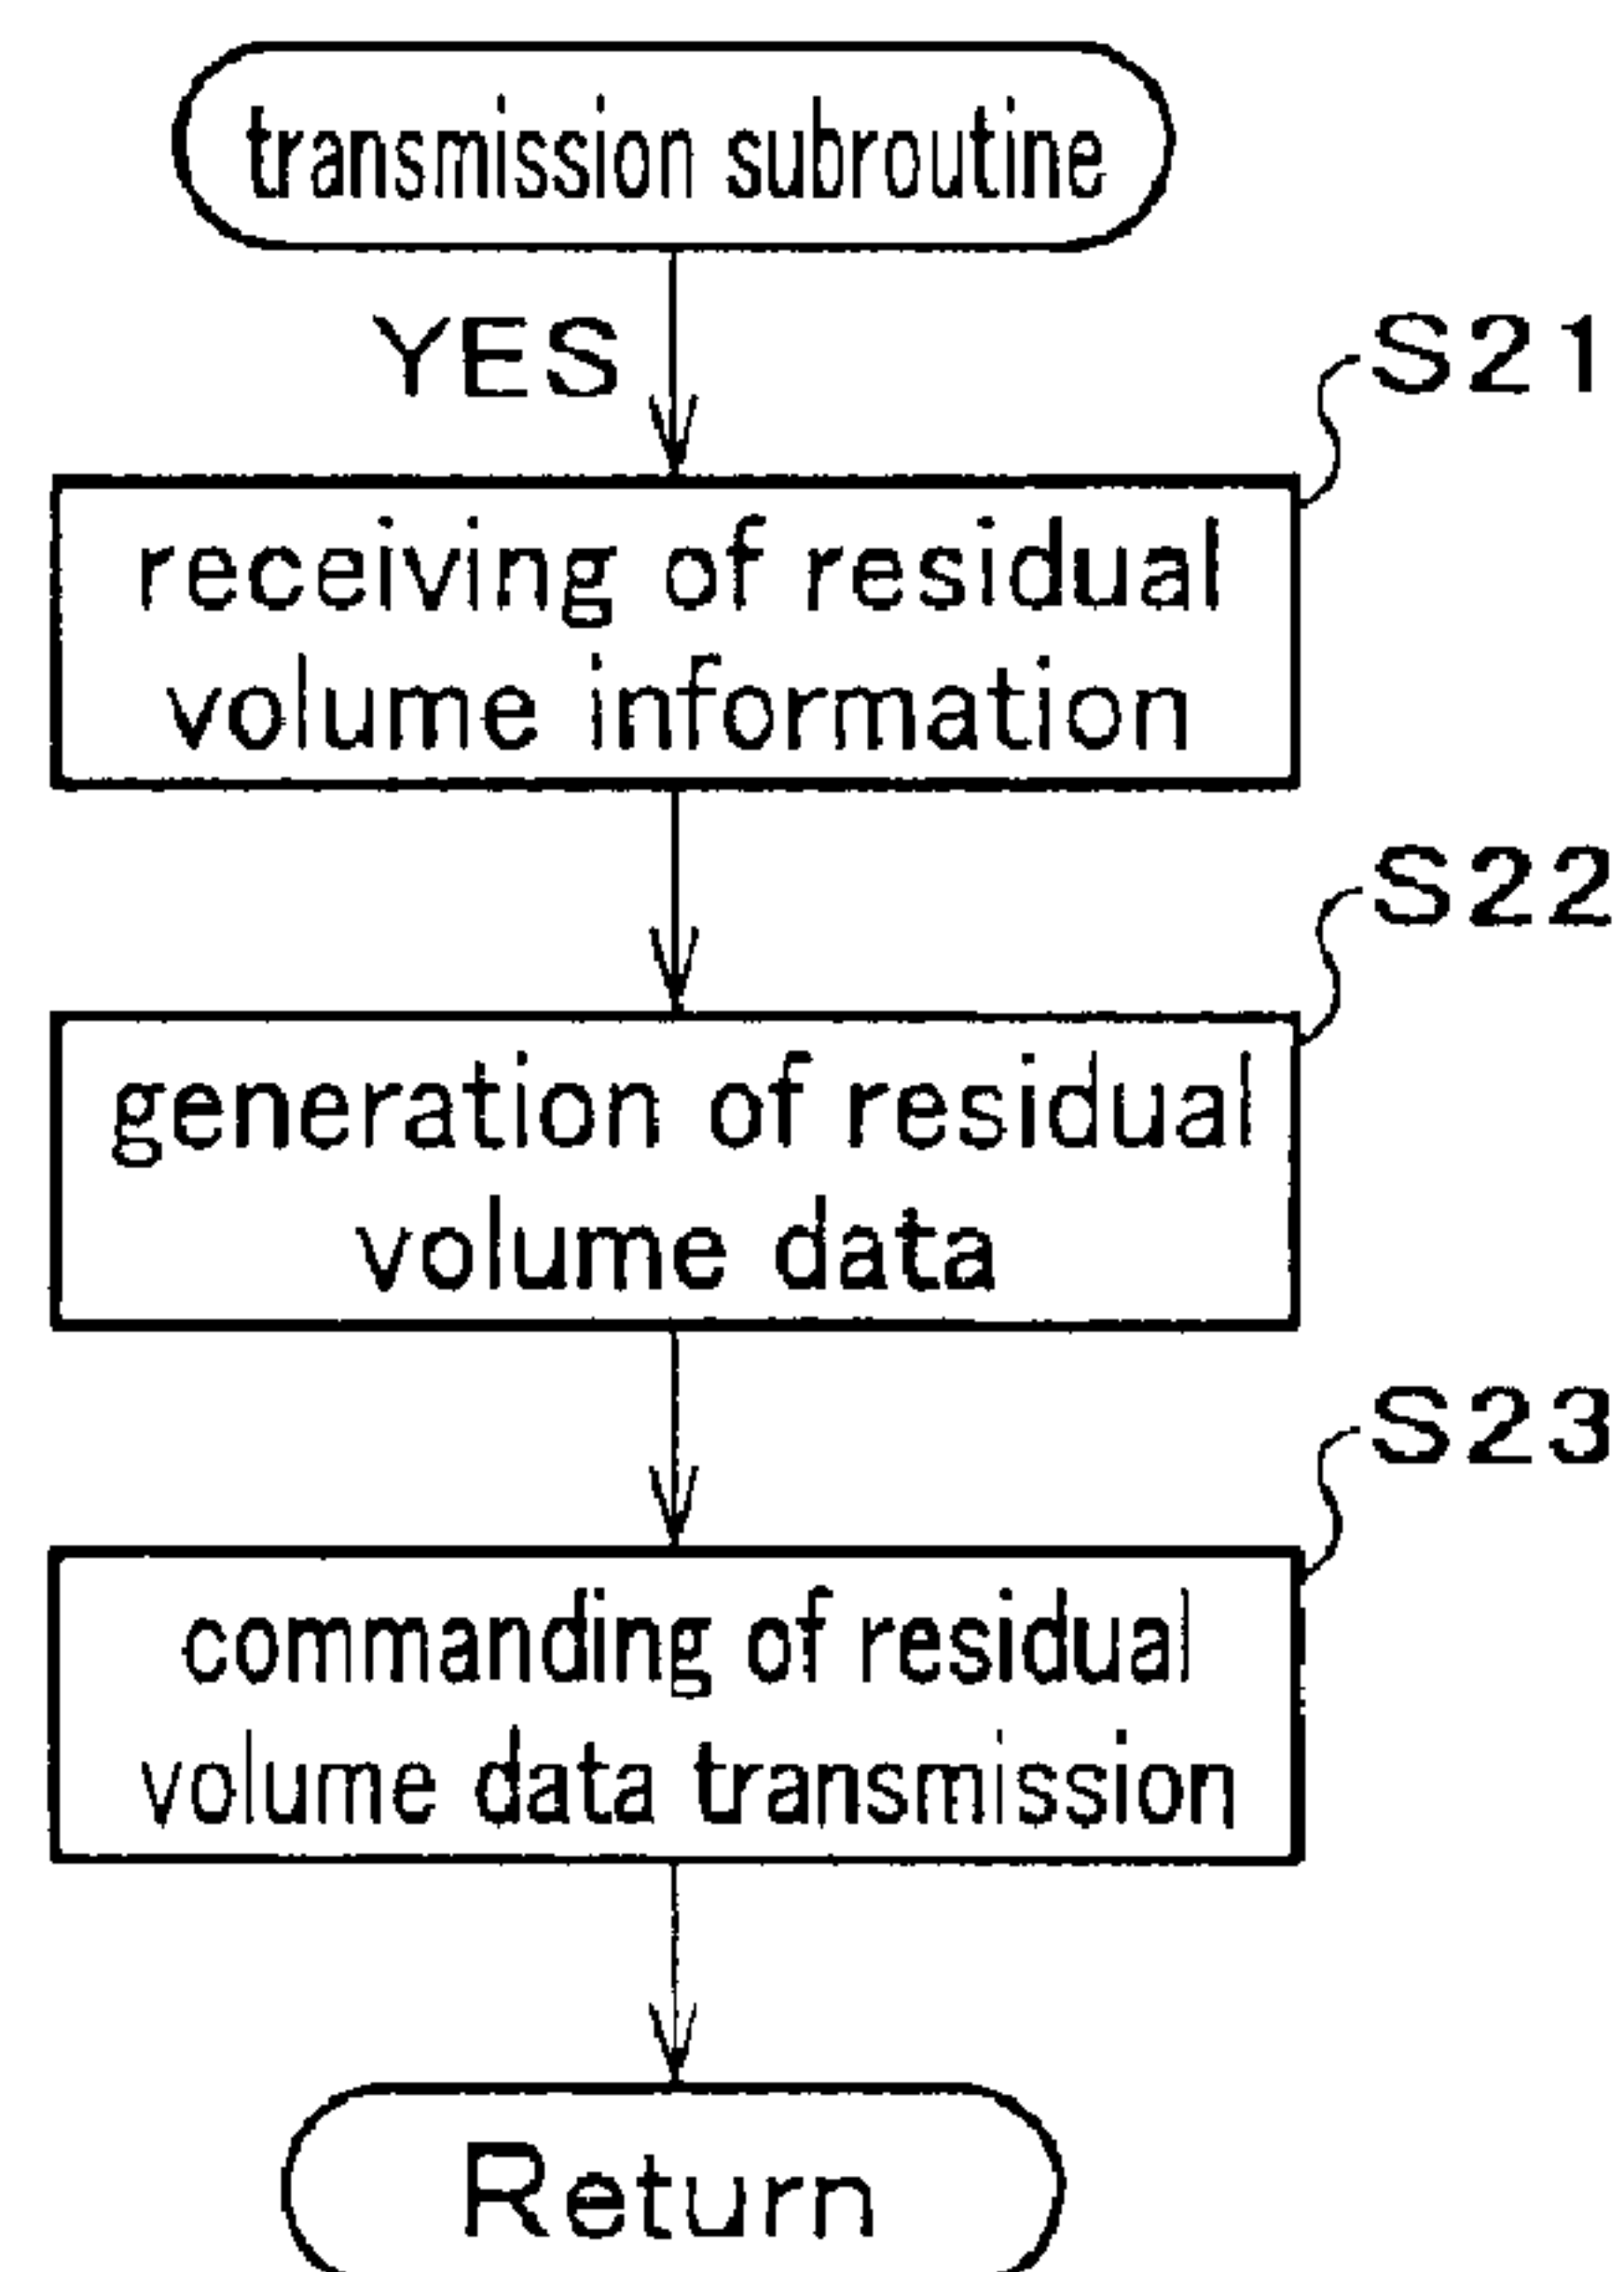 transmission subroutine
YES
S21
receiving of residual
volume information
S22
generation of residual
volume data
S23
commanding of residual
volume data transmission
Return